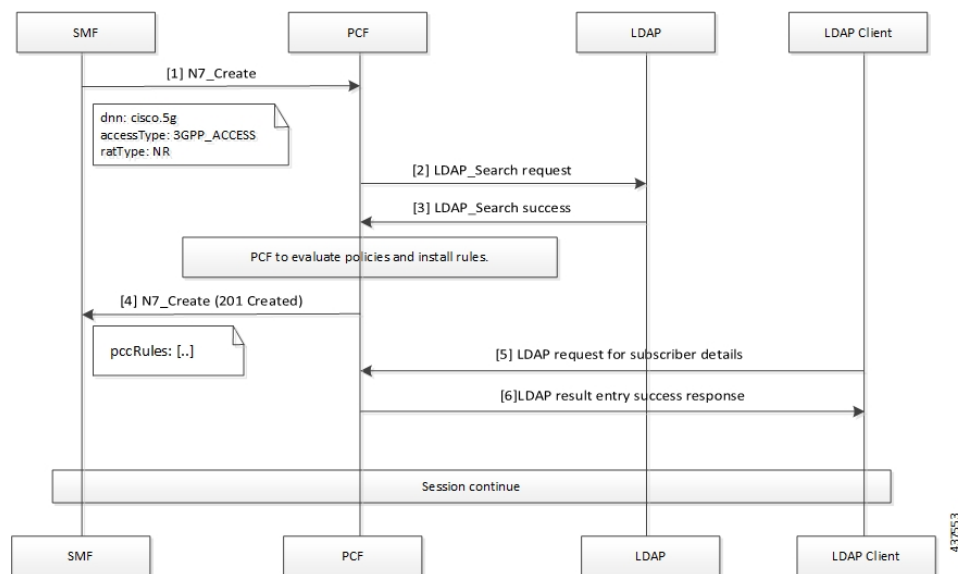 SMF
PCF
LDAP
LDAP Client
[1] N7_Create
dnn: cisco.5g
accessType: 3GPP_ACCESS
ratType: NR
[2] LDAP_Search request
[3] LDAP_Search success
PCF to evaluate policies and install rules.
[4] N7_Create (201 Created)
pccRules: [..]
[5] LDAP request for subscriber details
[6]LDAP result entry success response
Session continue
SMF
PCF
LDAP
LDAP Client
437553